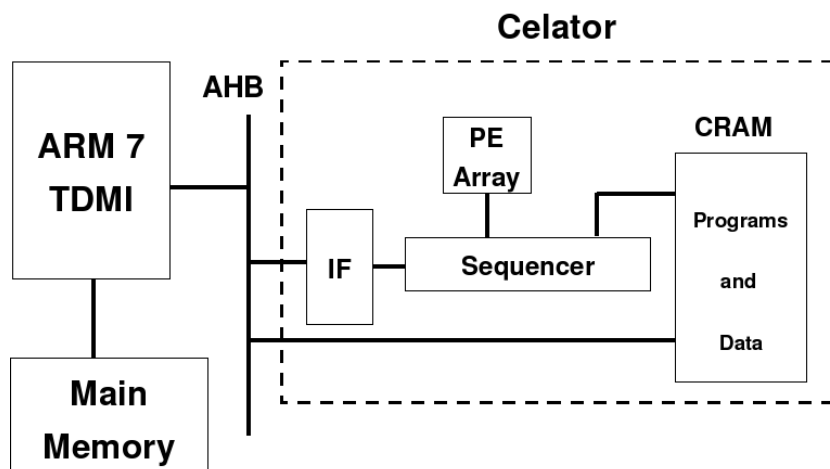 Celator
AHB
ARM 7
TDMI
PE
Array
CRAM
Programs
and
Data
IF
Sequencer
Main
Memory